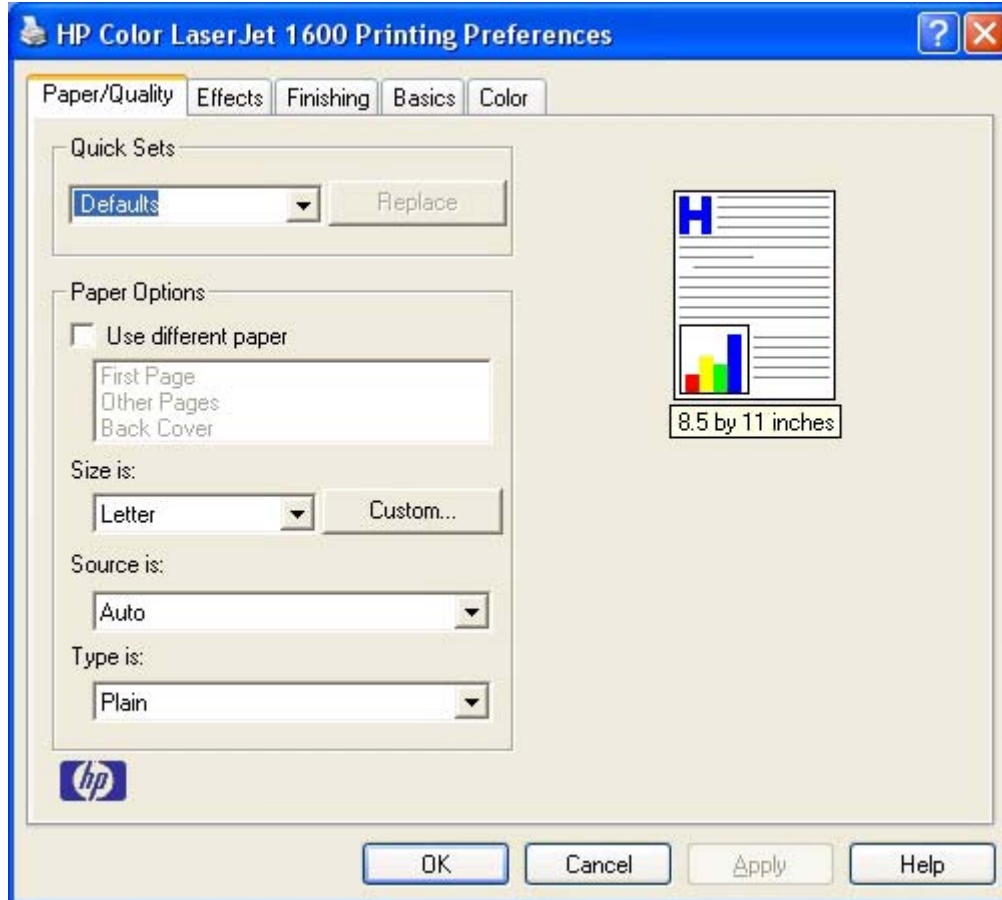 HP Color LaserJet 1600 Printing Preferences
Paper/Quality Effects Finishing Basics Color
Quick Sets
Defaults Replace
H
Paper Options
Use different paper
First Page
Other Pages
Back Cover
8.5 by 11 inches
Size is:
Letter Custom...
Source is:
Auto
Type is:
Plain
hp
OK Cancel Apply Help